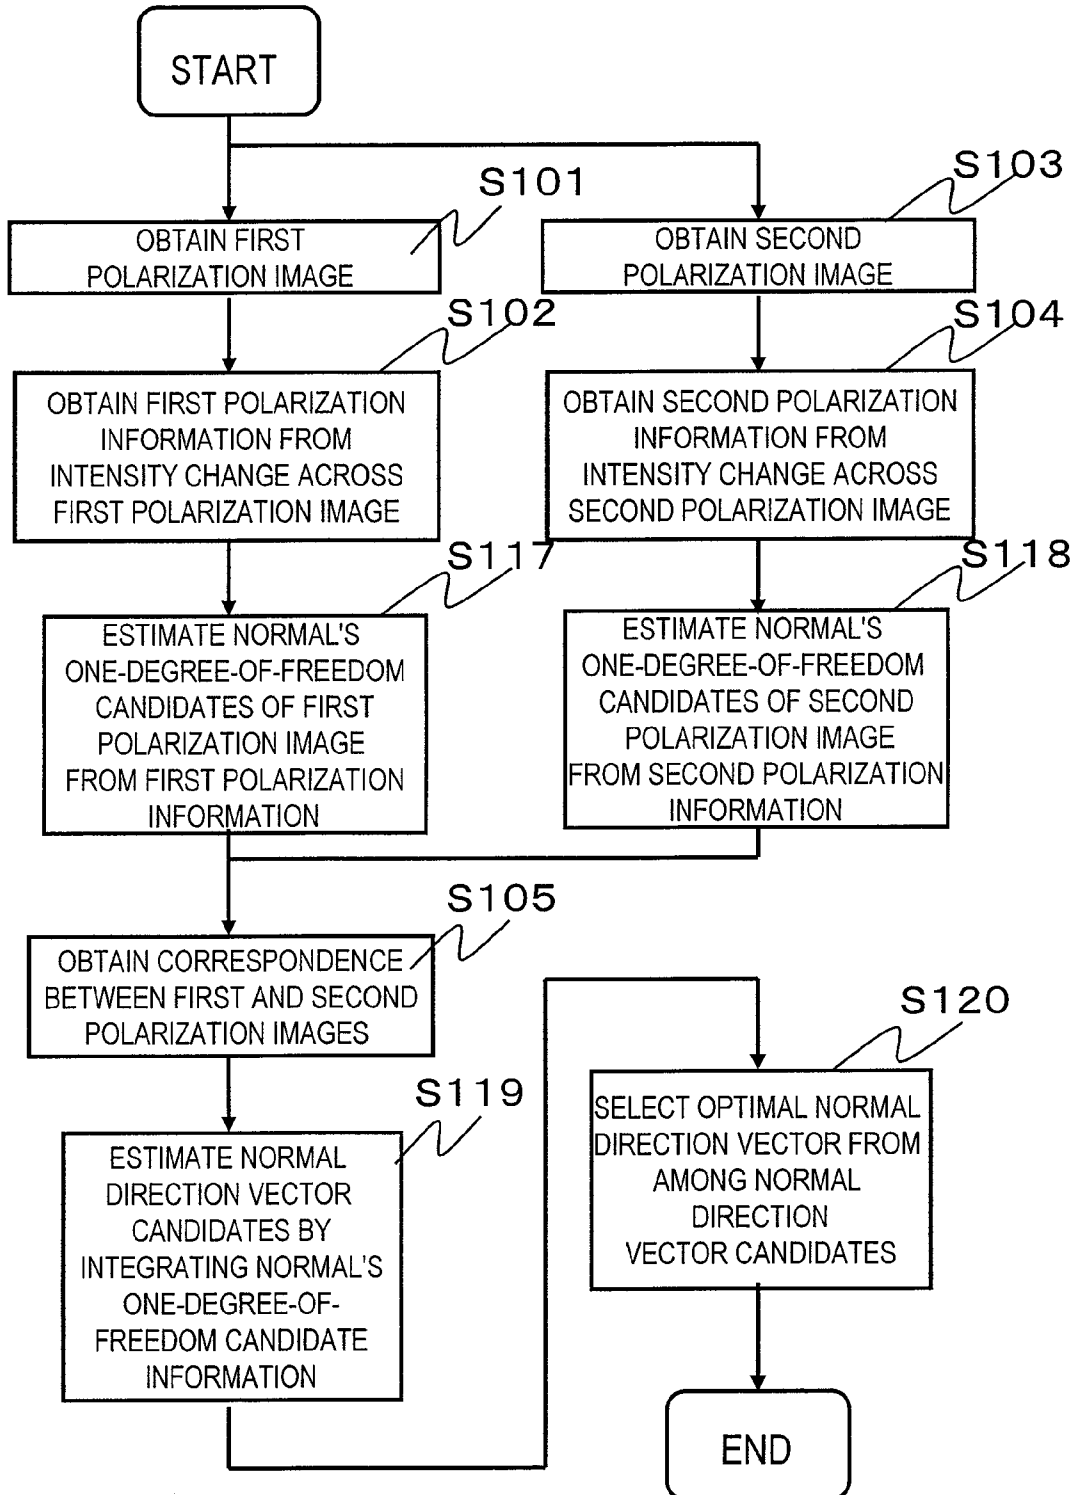 START
S101
OBTAIN FIRST
POLARIZATION IMAGE
S103
OBTAIN SECOND
POLARIZATION IMAGE
S102
OBTAIN FIRST POLARIZATION
INFORMATION FROM
INTENSITY CHANGE ACROSS
FIRST POLARIZATION IMAGE
S104
OBTAIN SECOND POLARIZATION
INFORMATION FROM
INTENSITY CHANGE ACROSS
SECOND POLARIZATION IMAGE
S117
ESTIMATE NORMAL'S
ONE-DEGREE-OF-FREEDOM
CANDIDATES OF FIRST
POLARIZATION IMAGE
FROM FIRST POLARIZATION
INFORMATION
S118
ESTIMATE NORMAL'S
ONE-DEGREE-OF-FREEDOM
CANDIDATES OF SECOND
POLARIZATION IMAGE
FROM SECOND POLARIZATION
INFORMATION
S105
OBTAIN CORRESPONDENCE
BETWEEN FIRST AND SECOND
POLARIZATION IMAGES
S119
ESTIMATE NORMAL
DIRECTION VECTOR
CANDIDATES BY
INTEGRATING NORMAL'S
ONE-DEGREE-OF-
FREEDOM CANDIDATE
INFORMATION
S120
SELECT OPTIMAL NORMAL
DIRECTION VECTOR FROM
AMONG NORMAL
DIRECTION
VECTOR CANDIDATES
END